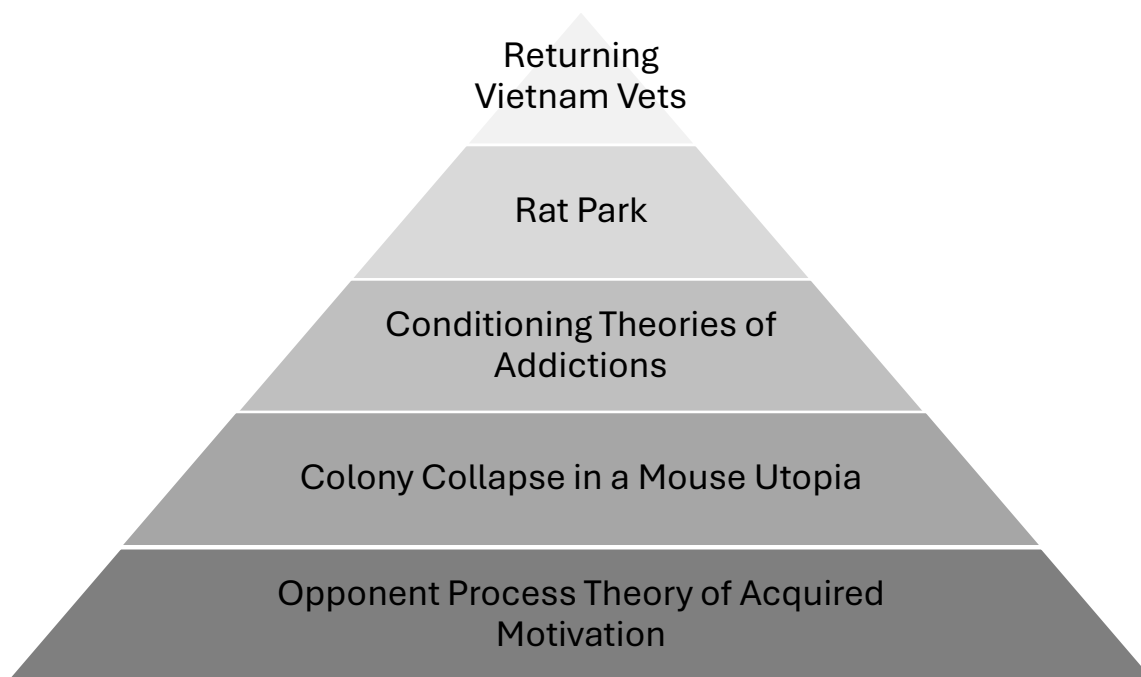 Returning
Vietnam Vets
Rat Park
Conditioning Theories of
Addictions
Colony Collapse in a Mouse Utopia
Opponent Process Theory of Acquired
Motivation